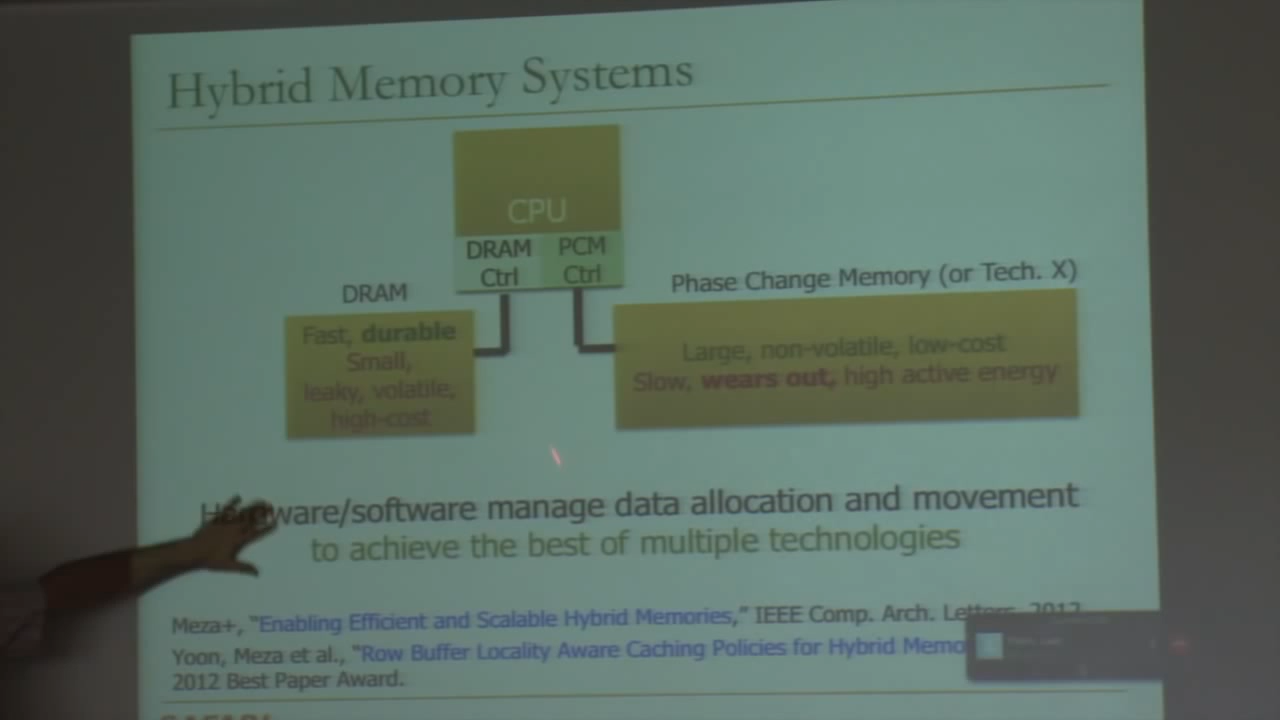 Hybrid Memory Systems
CPU
DRAM Ctrl
PCM Ctrl
DRAM
Fast, durable
Small,
leaky, volatile,
high-cost
Phase Change Memory (or Tech. X)
Large, non-volatile, low-cost
Slow, wears out, high active energy
Hardware/software manage data allocation and movement
to achieve the best of multiple technologies
Meza+, “Enabling Efficient and Scalable Hybrid Memories,” IEEE Comp. Arch. Letters, 2012
Yoon, Meza et al., “Row Buffer Locality Aware Caching Policies for Hybrid Memo
2012 Best Paper Award.
SAFARI